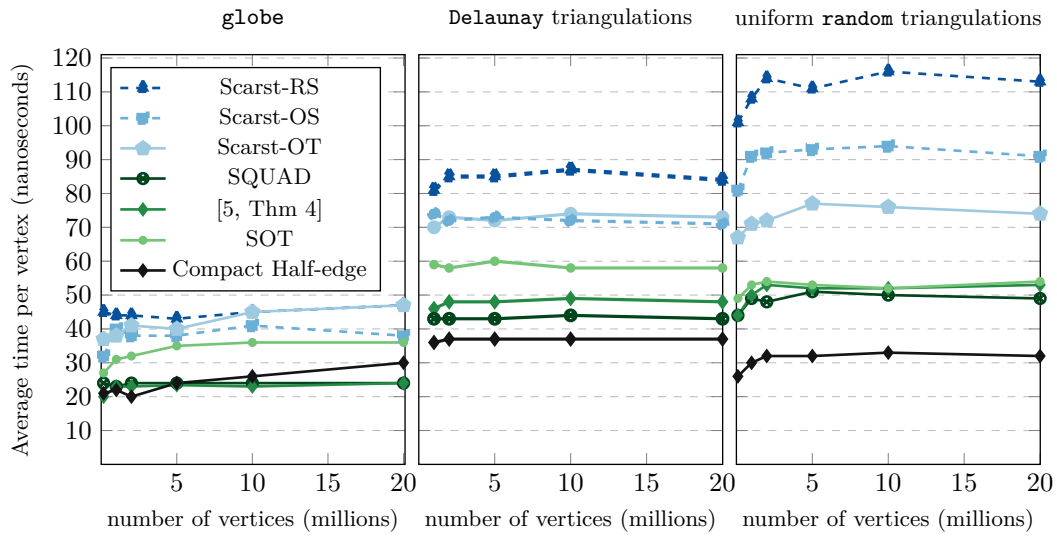 globe
Delaunay triangulations
uniform random triangulations
Average time per vertex (nanoseconds)
120
110
100
90
80
70
60
50
40
30
20
10
Scarst-RS
Scarst-OS
Scarst-OT
SQUAD
[5, Thm 4]
SOT
Compact Half-edge
5 10 15 20
5 10 15 20
5 10 15 20
number of vertices (millions)
number of vertices (millions)
number of vertices (millions)